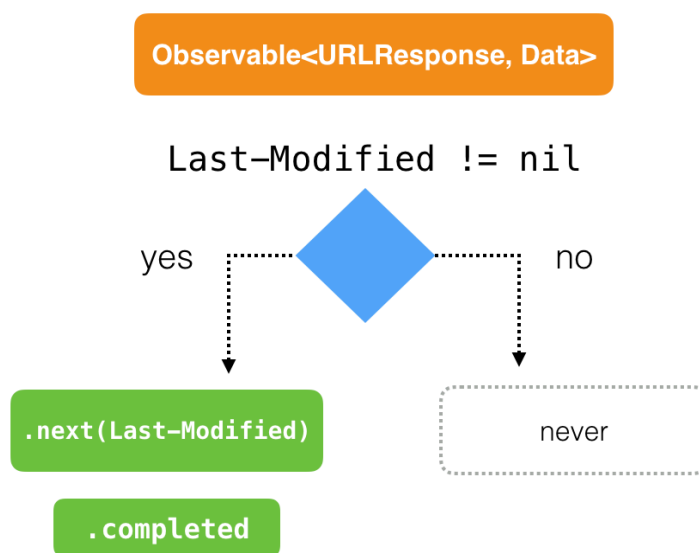 Observable<URLResponse, Data>
Last-Modified != nil
yes
no
.next(Last-Modified)
never
.completed